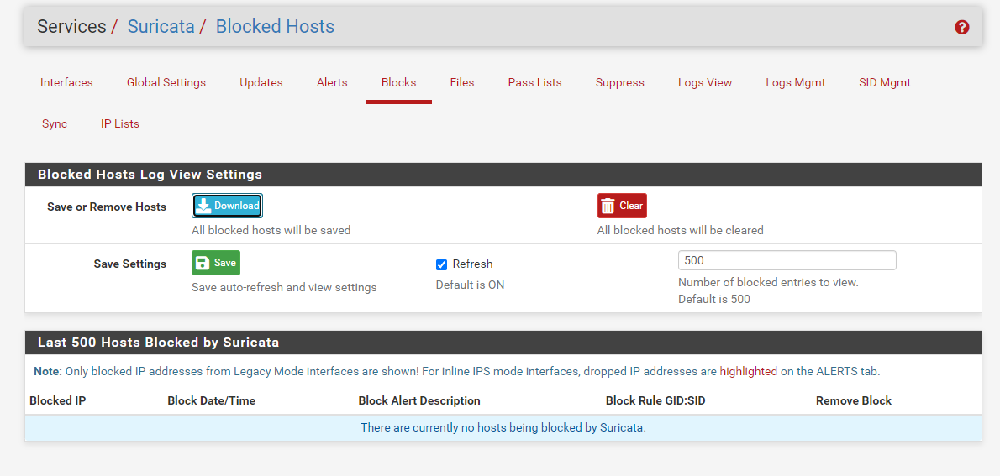 Services / Suricata / Blocked Hosts
?
Interfaces Global Settings Updates Alerts Blocks Files Pass Lists Suppress Logs View Logs Mgmt SID Mgmt
Sync IP Lists
Blocked Hosts Log View Settings
Save or Remove Hosts Download Clear
All blocked hosts will be saved All blocked hosts will be cleared
Save Settings Save Refresh 500
Save auto-refresh and view settings Default is ON Number of blocked entries to view.
Default is 500
Last 500 Hosts Blocked by Suricata
Note: Only blocked IP addresses from Legacy Mode interfaces are shown! For inline IPS mode interfaces, dropped IP addresses are highlighted on the ALERTS tab.
Blocked IP Block Date/Time Block Alert Description Block Rule GID:SID Remove Block
There are currently no hosts being blocked by Suricata.